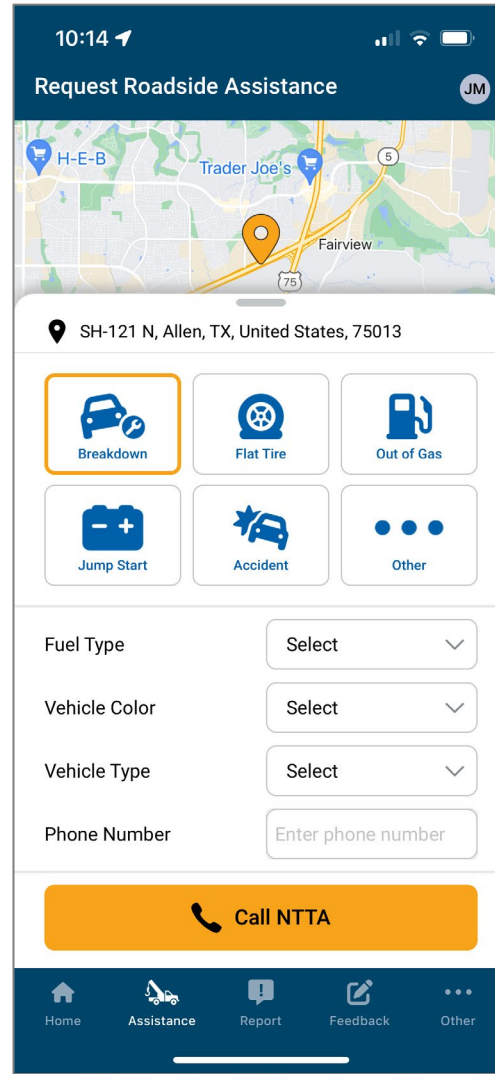 10:14
Request Roadside Assistance
JM
H-E-B
Trader Joe's
5
Fairview
75
SH-121 N, Allen, TX, United States, 75013
Breakdown
Flat Tire
Out of Gas
Jump Start
Accident
Other
Fuel Type
Select
Vehicle Color
Select
Vehicle Type
Select
Phone Number
Enter phone number
Call NTTA
Home
Assistance
Report
Feedback
Other